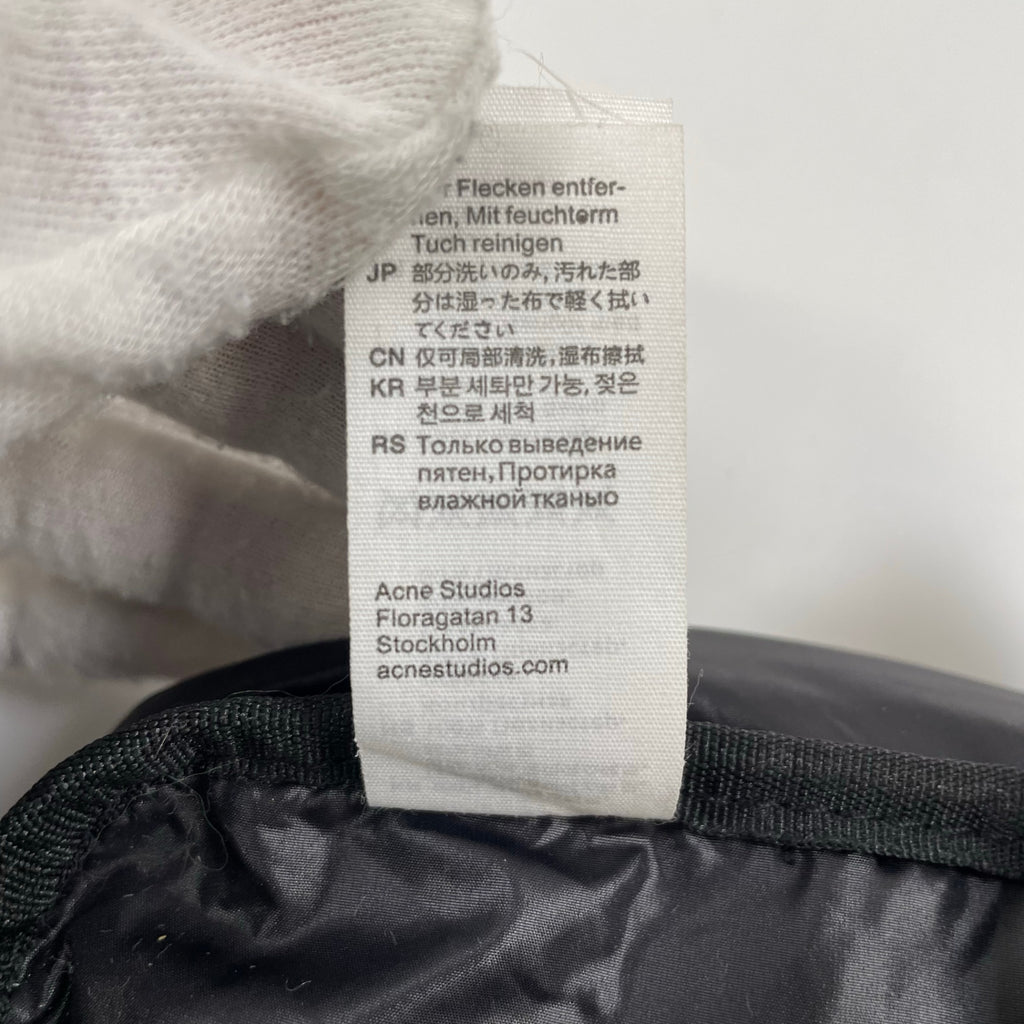 Flecken entfer-
en, Mit feuchtem
Tuch reinigen
JP 部分洗いのみ, 汚れた部
分は湿った布で軽く拭い
てください
CN 仅可局部清洗, 湿布擦拭
KR 부분 세탁만 가능, 젖은
천으로 세척
RS Только выведение
пятен, Протирка
влажной тканью
Acne Studios
Floragatan 13
Stockholm
acnestudios.com